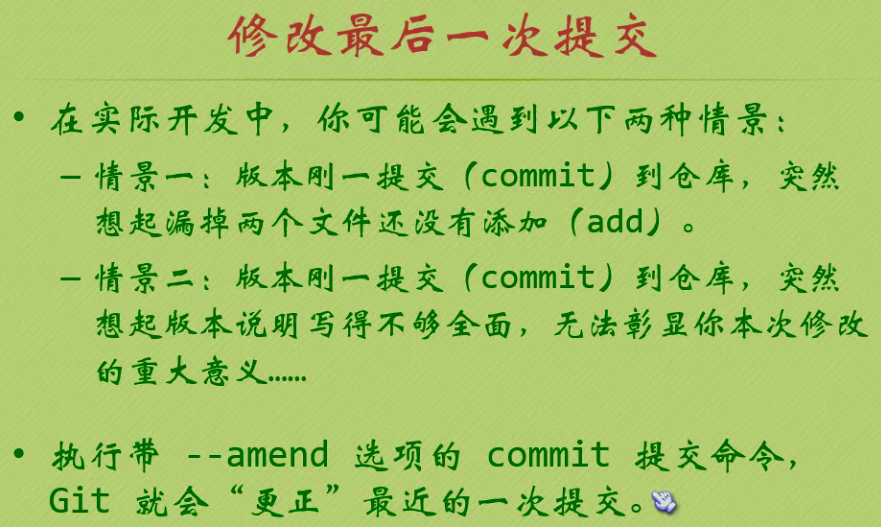 修改最后一次提交
• 在实际开发中，你可能会遇到以下两种情景：
– 情景一：版本刚一提交（commit）到仓库，突然
想起漏掉两个文件还没有添加（add）。
– 情景二：版本刚一提交（commit）到仓库，突然
想起版本说明写得不够全面，无法彰显你本次修改
的重大意义……
• 执行带 --amend 选项的 commit 提交命令，
Git 就会“更正”最近的一次提交。